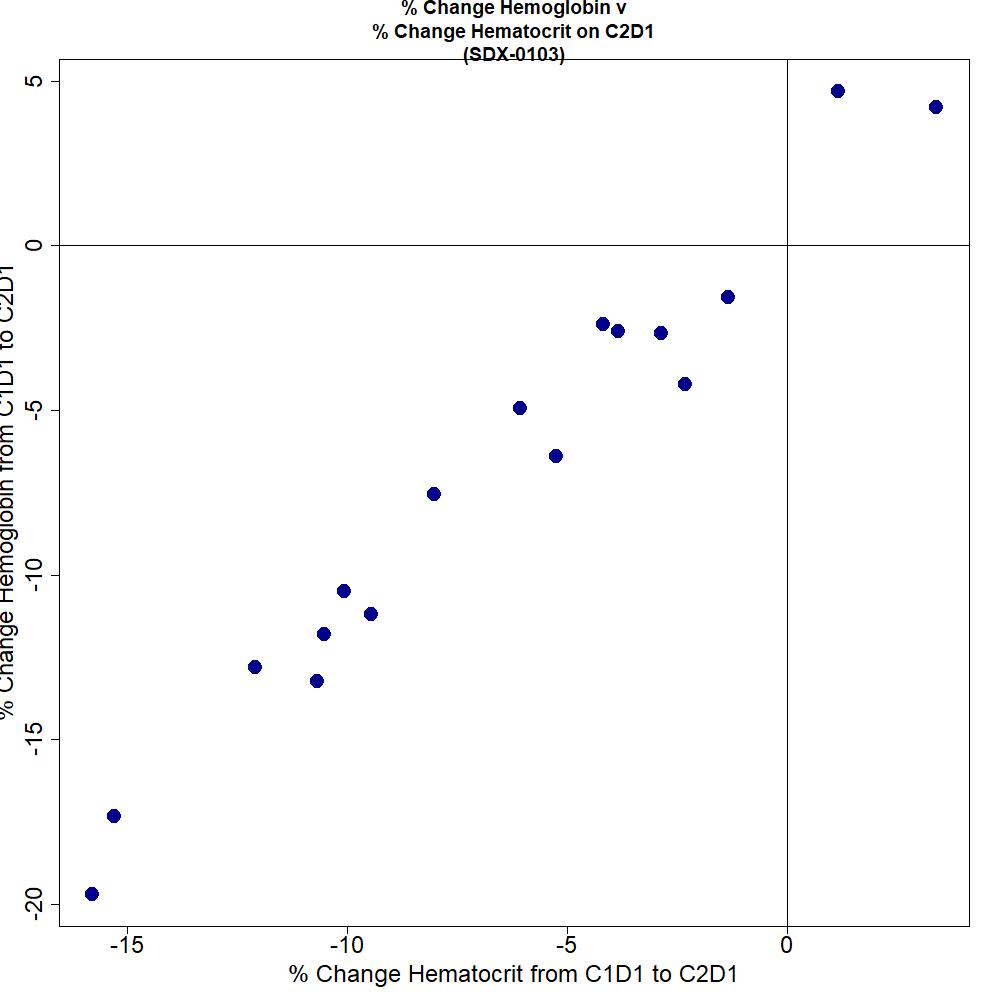 % Change Hemoglobin v
% Change Hematocrit on C2D1
(SDX-0103)
% Change Hemoglobin from C1D1 to C2D1
5
0
-5
-10
-15
-20
-15
-10
-5
0
% Change Hematocrit from C1D1 to C2D1